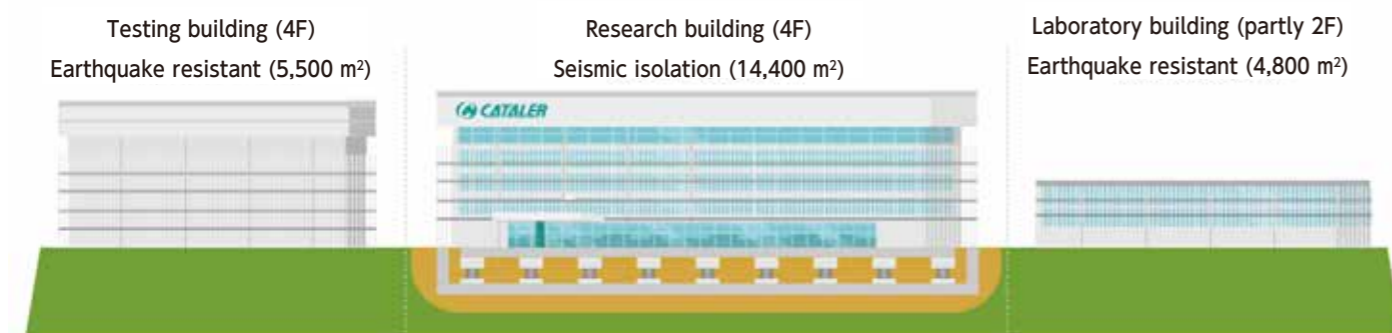 Testing building (4F)
Earthquake resistant (5,500 m²)
Research building (4F)
Seismic isolation (14,400 m²)
Laboratory building (partly 2F)
Earthquake resistant (4,800 m²)
CATALER